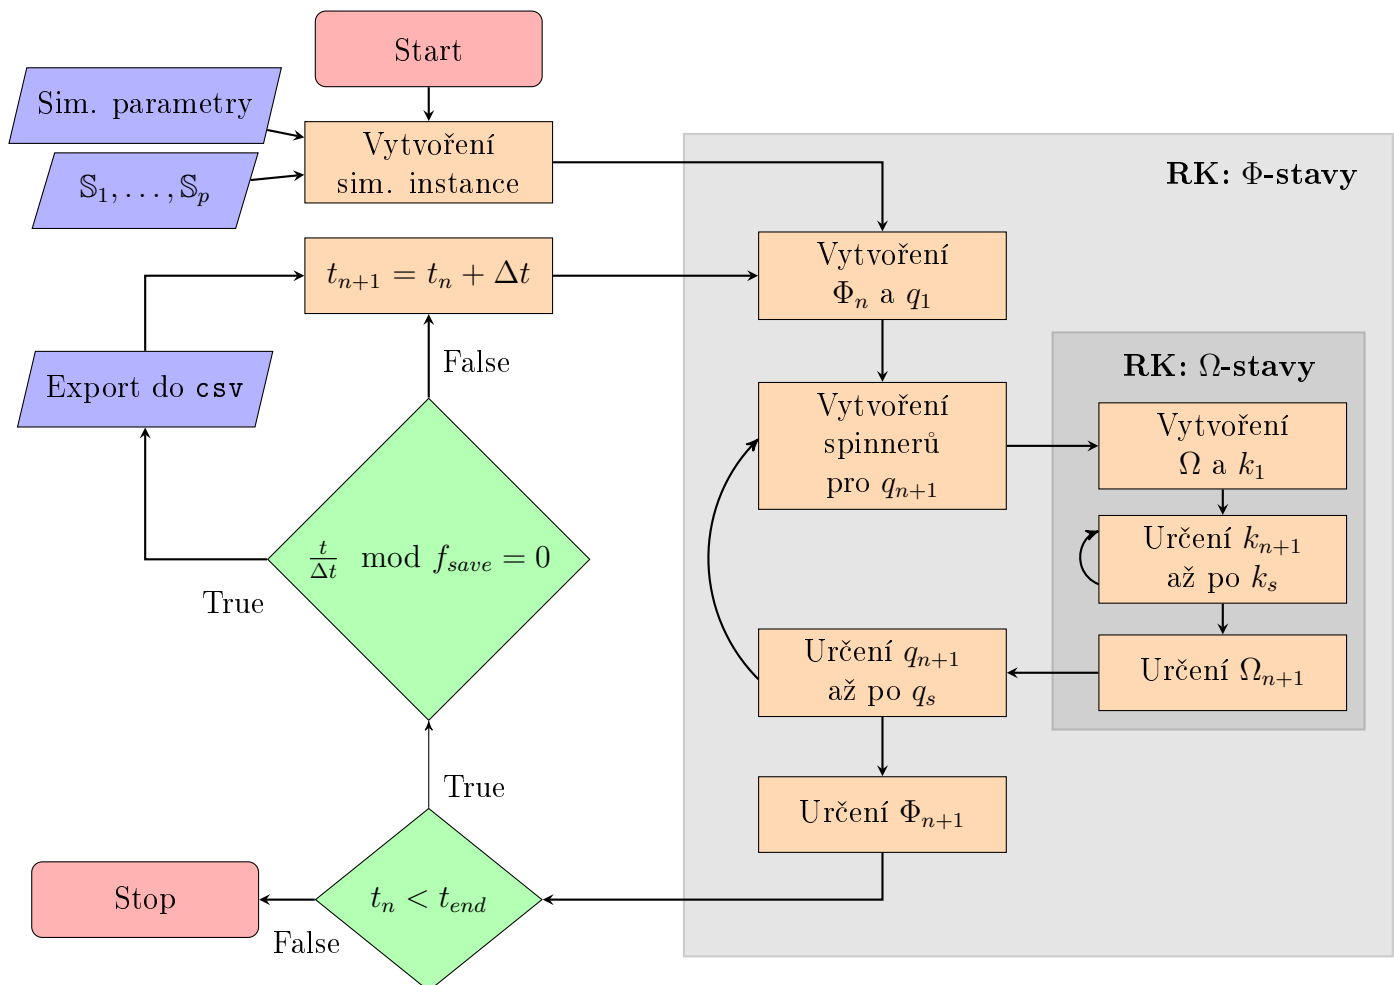 Start
Sim. parametry
Vytvoření
sim. instance
𝕊₁, …, 𝕊ₚ
RK: Φ-stavy
tₙ₊₁ = tₙ + Δt
Vytvoření
Φₙ a q₁
False
Export do csv
RK: Ω-stavy
Vytvoření
spinnerů
pro qₙ₊₁
Vytvoření
Ω a k₁
Určení kₙ₊₁
až po kₛ
t/Δt mod f_save = 0
True
Určení qₙ₊₁
až po qₛ
Určení Ωₙ₊₁
True
Určení Φₙ₊₁
Stop
tₙ < t_end
False